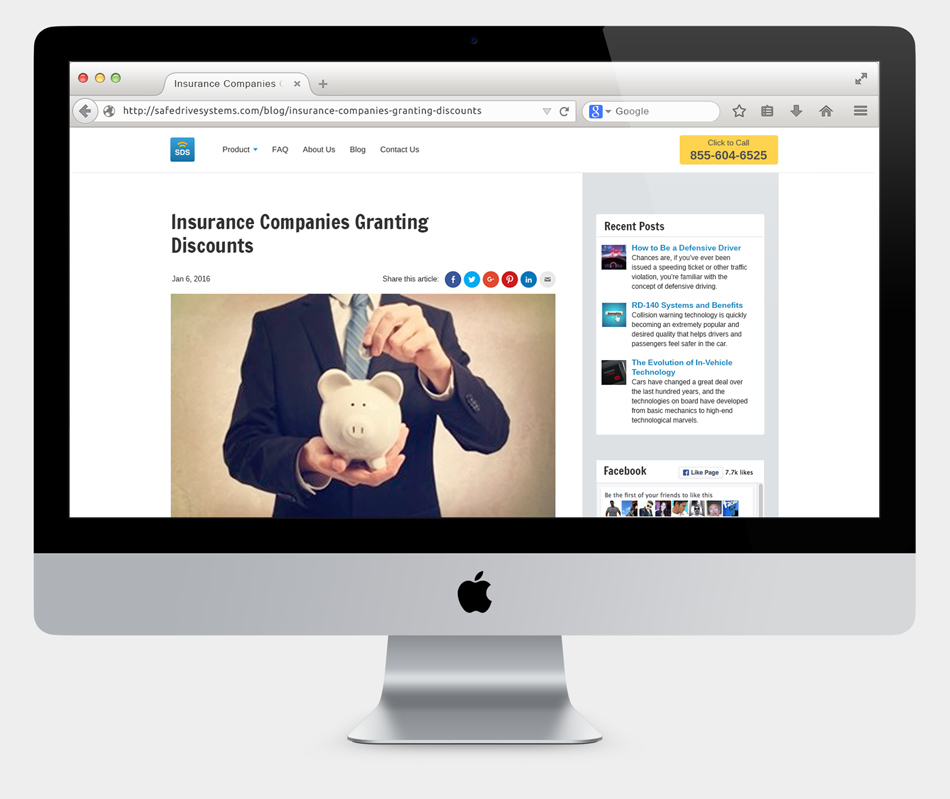 Insurance Companies
http://safedrivesystems.com/blog/insurance-companies-granting-discounts
8 Google
SDS
Product
FAQ
About Us
Blog
Contact Us
Click to Call
855-604-6525
Insurance Companies Granting
Discounts
Jan 6, 2016
Share this article:
Recent Posts
How to Be a Defensive Driver
Chances are, if you've ever been
issued a speeding ticket or other traffic
violation, you're familiar with the
concept of defensive driving.
RD-140 Systems and Benefits
Collision warning technology is quickly
becoming an extremely popular and
desired quality that helps drivers and
passengers feel safer in the car.
The Evolution of In-Vehicle
Technology
Cars have changed a great deal over
the last hundred years, and the
technologies on board have developed
from basic mechanics to high-end
technological marvels.
Facebook
Like Page
7.7k likes
Be the first of your friends to like this